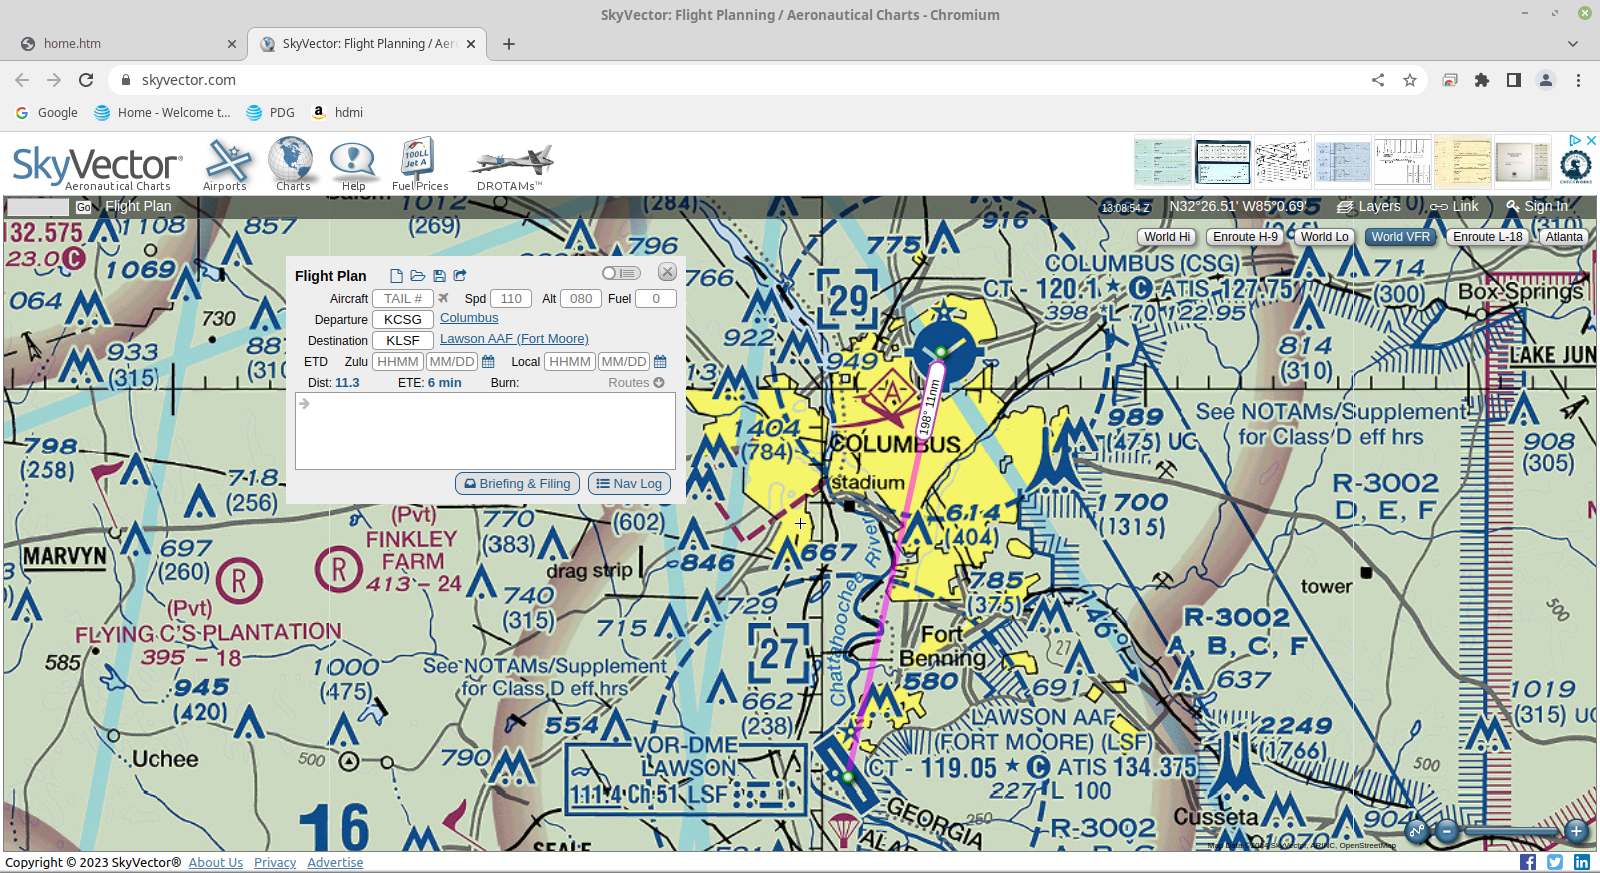 SkyVector: Flight Planning / Aeronautical Charts - Chromium
home.htm
SkyVector: Flight Planning / Aer
skyvector.com
Google
Home - Welcome t...
PDG
hdmi
SkyVector
Aeronautical Charts
Airports
Charts
Help
100LL
Jet A
Fuel Prices
DROTAMs™
Go
Flight Plan
13:08:54 Z
N32°26.51' W85°0.69'
Layers
Link
Sign In
World Hi
Enroute H-9
World Lo
World VFR
Enroute L-18
Atlanta
Flight Plan
Aircraft TAIL # Spd 110 Alt 080 Fuel 0
Departure KCSG Columbus
Destination KLSF Lawson AAF (Fort Moore)
ETD Zulu HHMM MM/DD Local HHMM MM/DD
Dist: 11.3 ETE: 6 min Burn: Routes
Briefing & Filing
Nav Log
1012
(269)
(284)
916
(310)
1108
857
32.575
23.0 C
1069
796
766
775
064
730
922
29
COLUMBUS (CSG)
CT - 120.1 ★ C ATIS 127.75
398 *L 70 122.95
714
(300)
Box Springs
933
(315)
887
(310
949
814
(310)
LAKE JUN
13
1404
(784)
198° 11nm
COLUMBUS
stadium
989
(475) UC
See NOTAMs/Supplement
for Class D eff hrs
908
(305)
798
(258)
718
(256)
R-3002
D, E, F
1700
(1315)
614
(404)
(Pvt)
FINKLEY
FARM
413 - 24
770
(383)
(602)
667
846
drag strip
MARVYN
697
(260)
R
R
(Pvt)
FLYING C'S PLANTATION
395 - 18
740
(315)
729
715
785
(375)
tower
500
Chattahoochee River
R-3002
A, B, C, F
46
27
Fort
Benning
580
585
1000
(475)
945
(420)
See NOTAMs/Supplement
for Class D eff hrs
27
662
(238)
691
637
1019
(315) UC
554
2249
(1766)
Uchee
500
790
VOR-DME
LAWSON
111.4 Ch 51 LSF
LAWSON AAF
(FORT MOORE) (LSF)
CT - 119.05 ★ C ATIS 134.375
227 L 100
500
16
GEORGIA
250
R-3002
Cusseta
904
1070
Map Data ©2024 SkyVector, ARINC, OpenStreetMap
Copyright © 2023 SkyVector®
About Us
Privacy
Advertise